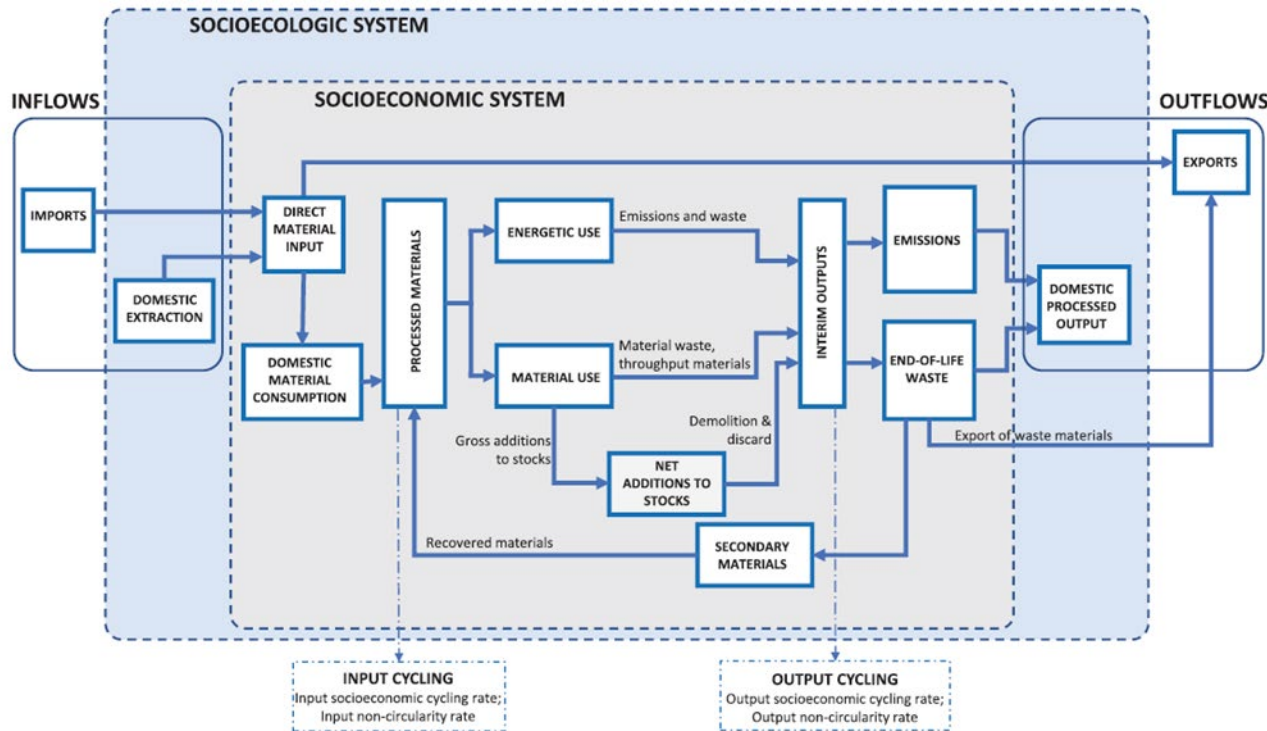 SOCIOECOLOGIC SYSTEM
INFLOWS
SOCIOECONOMIC SYSTEM
OUTFLOWS
IMPORTS
DOMESTIC
EXTRACTION
DIRECT
MATERIAL
INPUT
DOMESTIC
MATERIAL
CONSUMPTION
PROCESSED MATERIALS
ENERGETIC USE
Emissions and waste
MATERIAL USE
Material waste,
throughput materials
Gross additions
to stocks
NET
ADDITIONS TO
STOCKS
Demolition &
discard
INTERIM OUTPUTS
EMISSIONS
END-OF-LIFE
WASTE
DOMESTIC
PROCESSED
OUTPUT
EXPORTS
Export of waste materials
Recovered materials
SECONDARY
MATERIALS
INPUT CYCLING
Input socioeconomic cycling rate;
Input non-circularity rate
OUTPUT CYCLING
Output socioeconomic cycling rate;
Output non-circularity rate